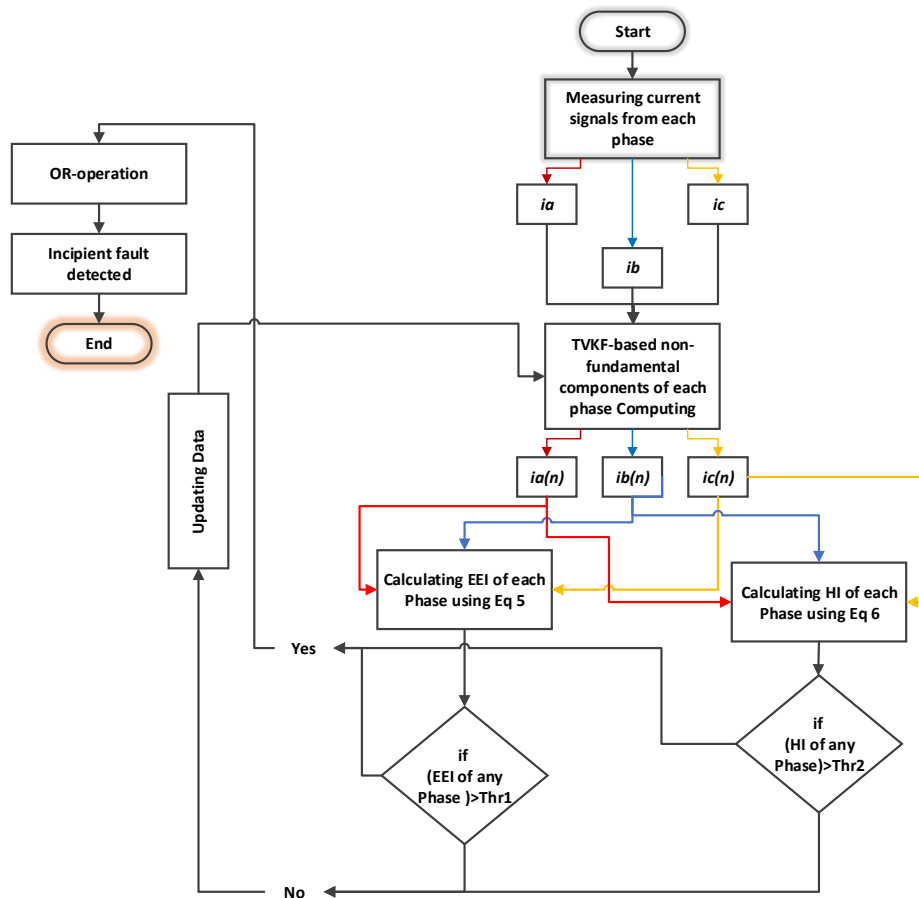 Start
Measuring current
signals from each
phase
ia
ic
ib
OR-operation
Incipient fault
detected
End
TVKF-based non-
fundamental
components of each
phase Computing
Updating Data
ia(n)
ib(n)
ic(n)
Calculating EEI of each
Phase using Eq 5
Calculating HI of each
Phase using Eq 6
Yes
if
(HI of any
Phase)>Thr2
if
(EEI of any
Phase )>Thr1
No